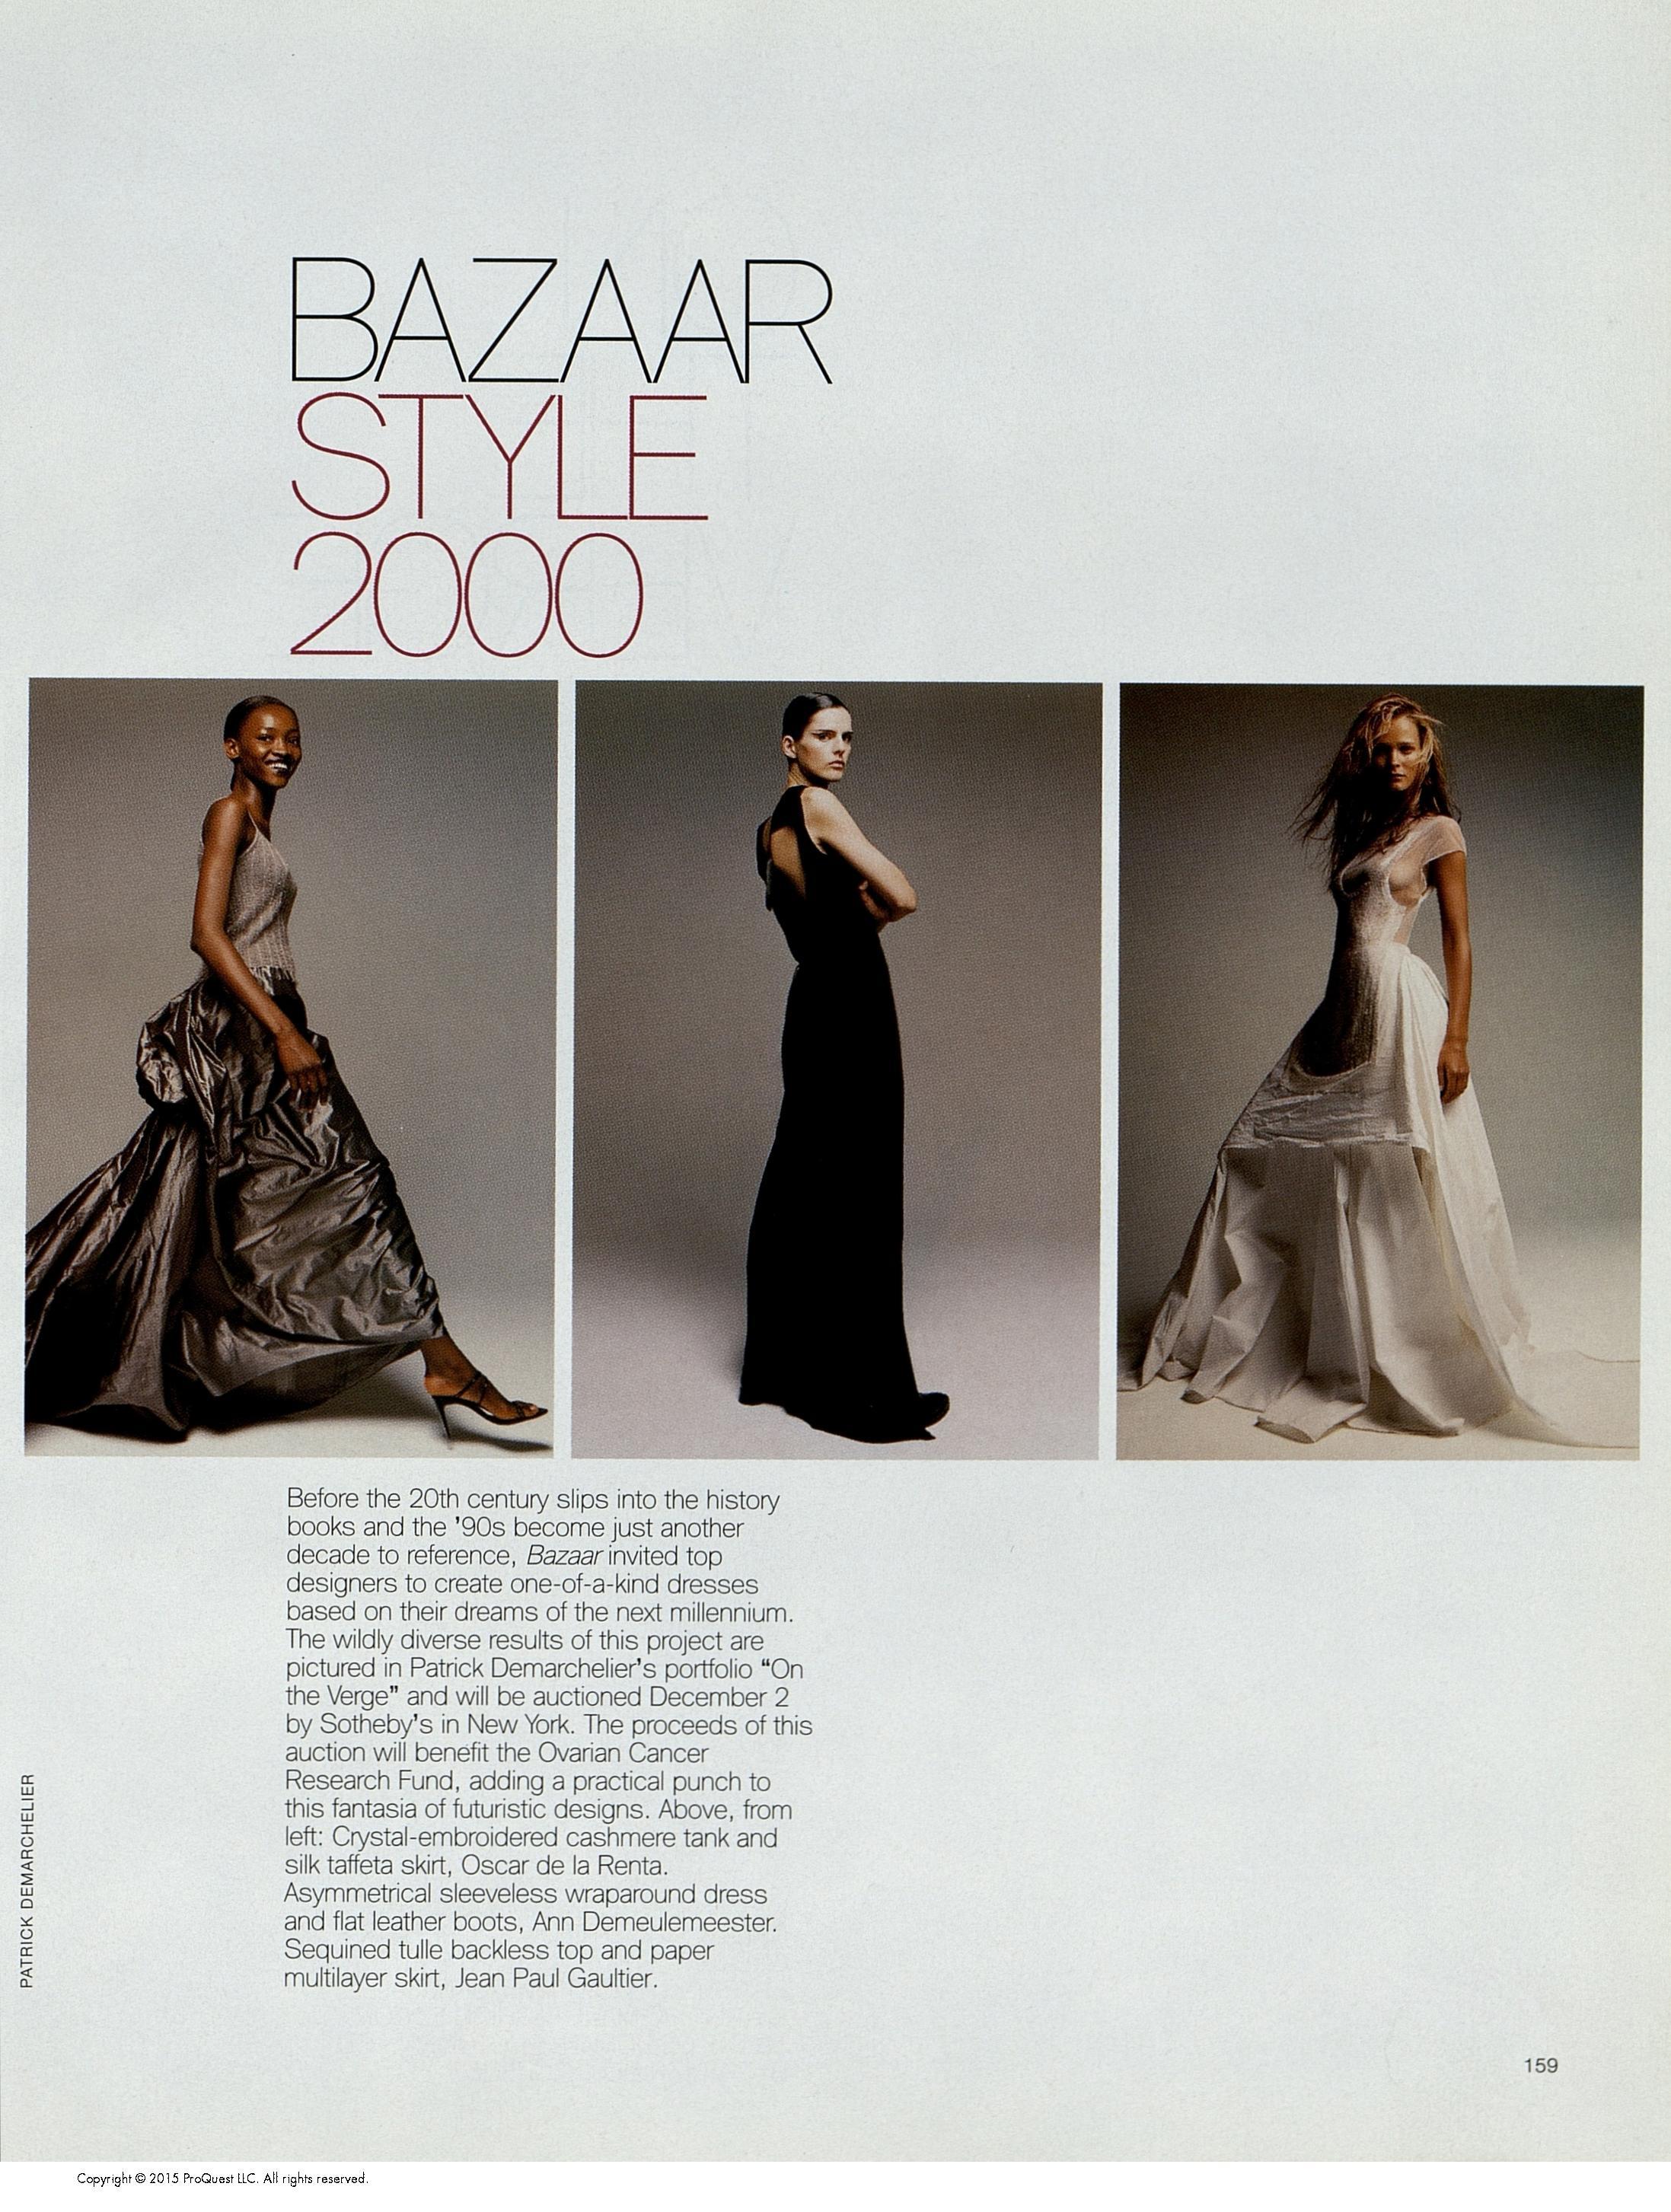 BAZAAR
STYLE
2000
Before the 20th century slips into the history
books and the '90s become just another
decade to reference, Bazaar invited top
designers to create one-of-a-kind dresses
based on their dreams of the next millennium.
The wildly diverse results of this project are
pictured in Patrick Demarchelier's portfolio “On
the Verge” and will be auctioned December 2
by Sotheby's in New York. The proceeds of this
auction will benefit the Ovarian Cancer
Research Fund, adding a practical punch to
this fantasia of futuristic designs. Above, from
left: Crystal-embroidered cashmere tank and
silk taffeta skirt, Oscar de la Renta.
Asymmetrical sleeveless wraparound dress
and flat leather boots, Ann Demeulemeester.
Sequined tulle backless top and paper
multilayer skirt, Jean Paul Gaultier.
PATRICK DEMARCHELIER
159
Copyright © 2015 ProQuest LLC. All rights reserved.